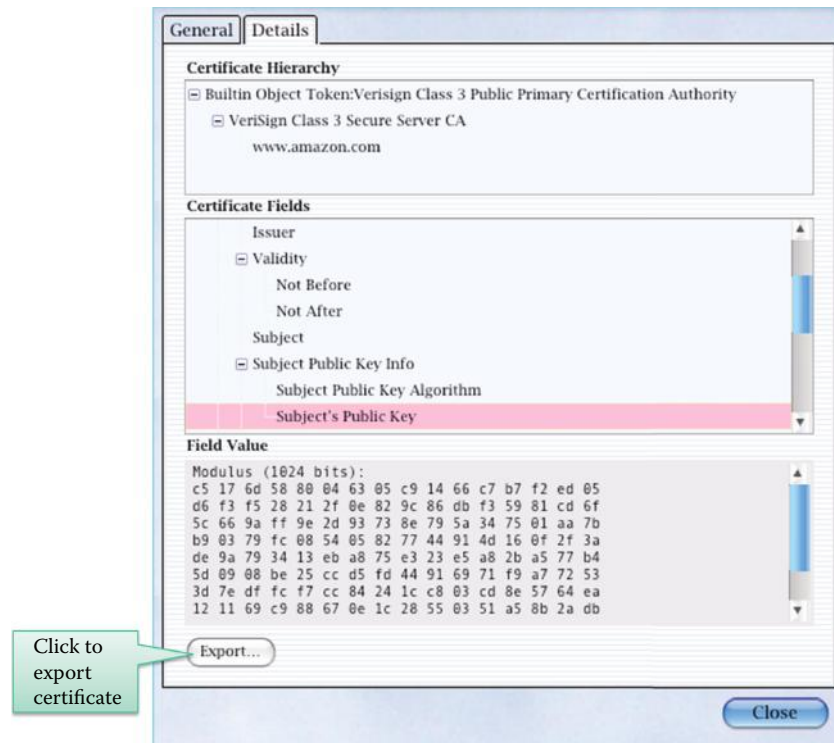 General Details
Certificate Hierarchy
Builtin Object Token:Verisign Class 3 Public Primary Certification Authority
VeriSign Class 3 Secure Server CA
www.amazon.com
Certificate Fields
Issuer
Validity
Not Before
Not After
Subject
Subject Public Key Info
Subject Public Key Algorithm
Subject's Public Key
Field Value
Modulus (1024 bits):
c5 17 6d 58 80 04 63 05 c9 14 66 c7 b7 f2 ed 05
d6 f3 f5 28 21 2f 0e 82 9c 86 db f3 59 81 cd 6f
5c 66 9a ff 9e 2d 93 73 8e 79 5a 34 75 01 aa 7b
b9 03 79 fc 08 54 05 82 77 44 91 4d 16 0f 2f 3a
de 9a 79 34 13 eb a8 75 e3 23 e5 a8 2b a5 77 b4
5d 09 08 be 25 cc d5 fd 44 91 69 71 f9 a7 72 53
3d 7e df fc f7 cc 84 24 1c c8 03 cd 8e 57 64 ea
12 11 69 c9 88 67 0e 1c 28 55 03 51 a5 8b 2a db
Click to
export
certificate
Export...
Close